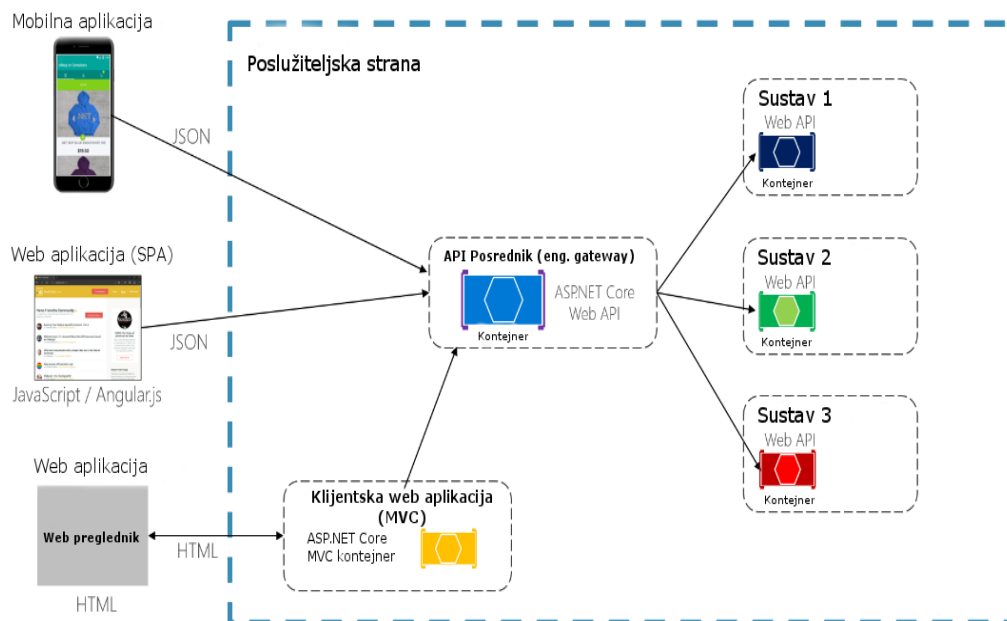 Mobilna aplikacija
Poslužiteljska strana
JSON
Sustav 1
Web API
Kontejner
Web aplikacija (SPA)
JSON
JavaScript / Angular.js
API Posrednik (eng. gateway)
ASP.NET Core
Web API
Kontejner
Sustav 2
Web API
Kontejner
Sustav 3
Web API
Kontejner
Web aplikacija
Web preglednik
HTML
HTML
Klijentska web aplikacija
(MVC)
ASP.NET Core
MVC kontejner
.NET